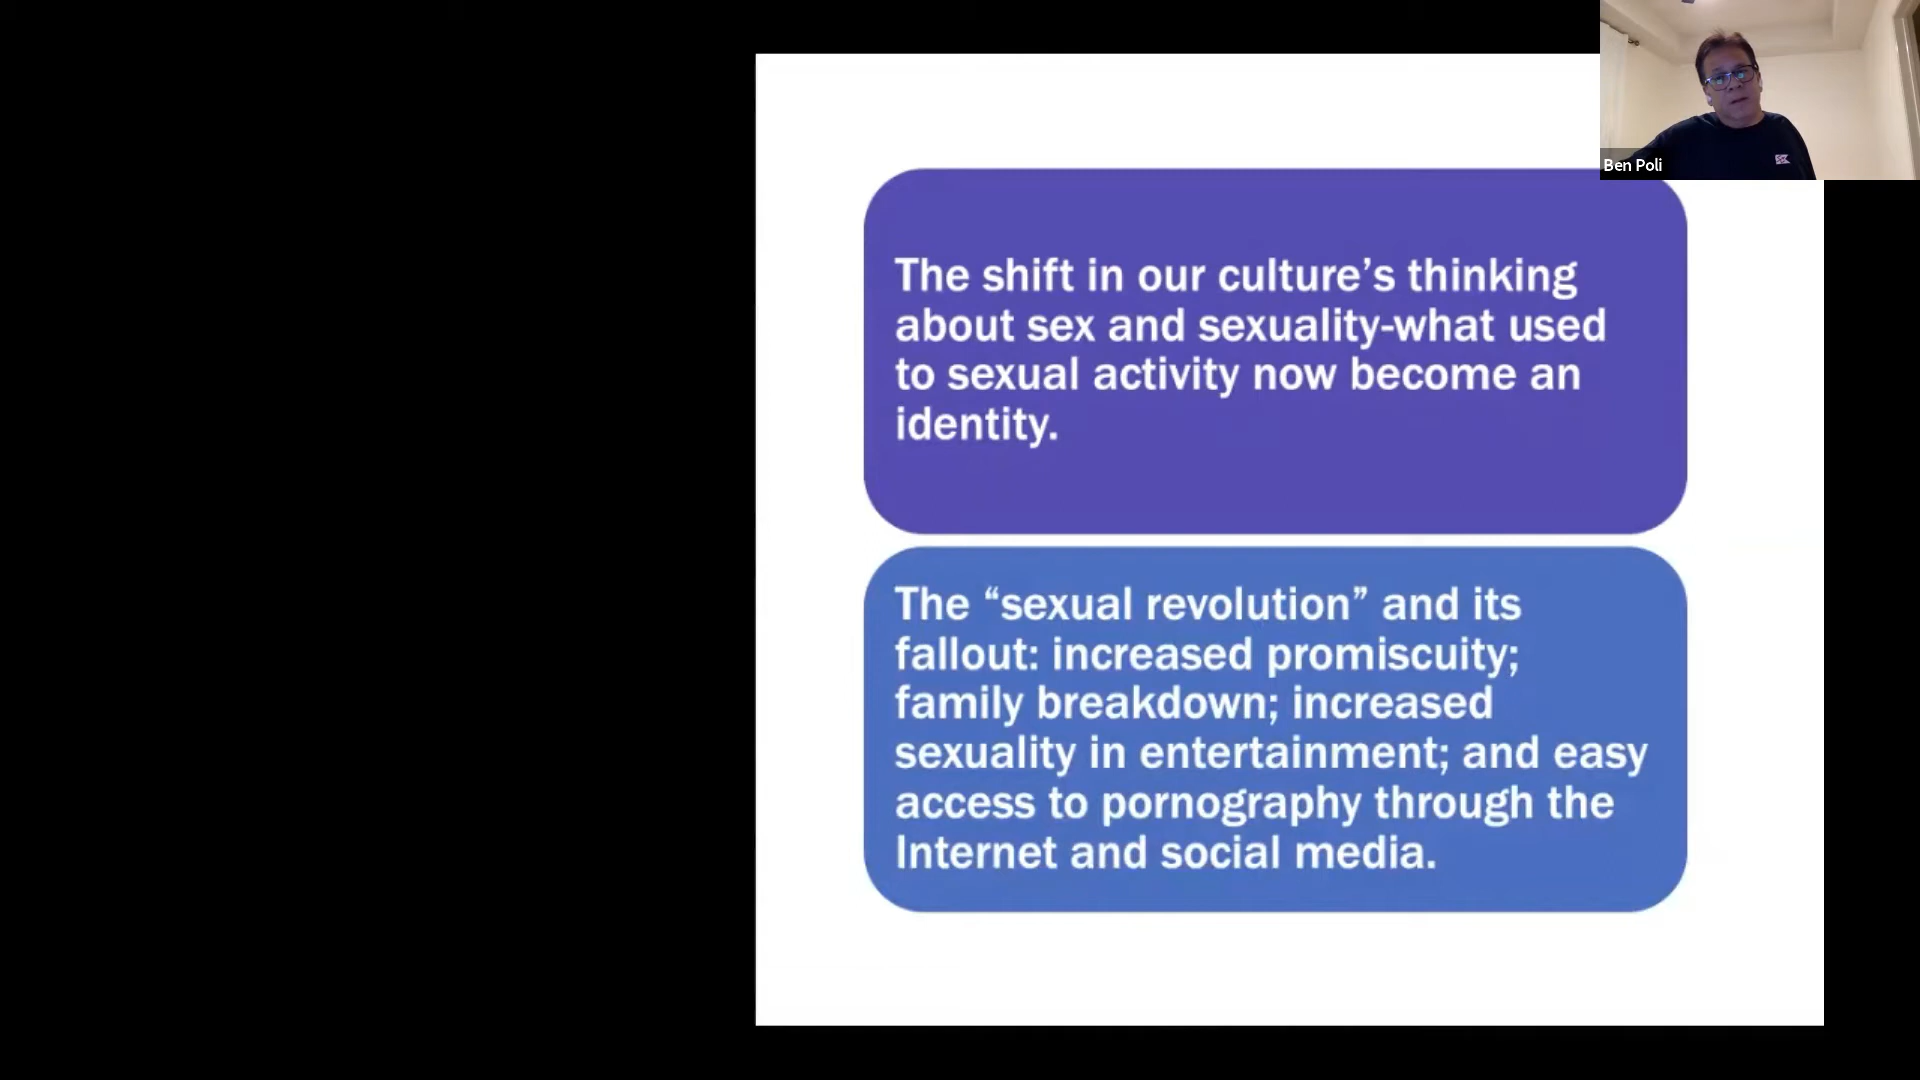 Ben Poli
The shift in our culture’s thinking
about sex and sexuality-what used
to sexual activity now become an
identity.
The “sexual revolution” and its
fallout: increased promiscuity;
family breakdown; increased
sexuality in entertainment; and easy
access to pornography through the
Internet and social media.